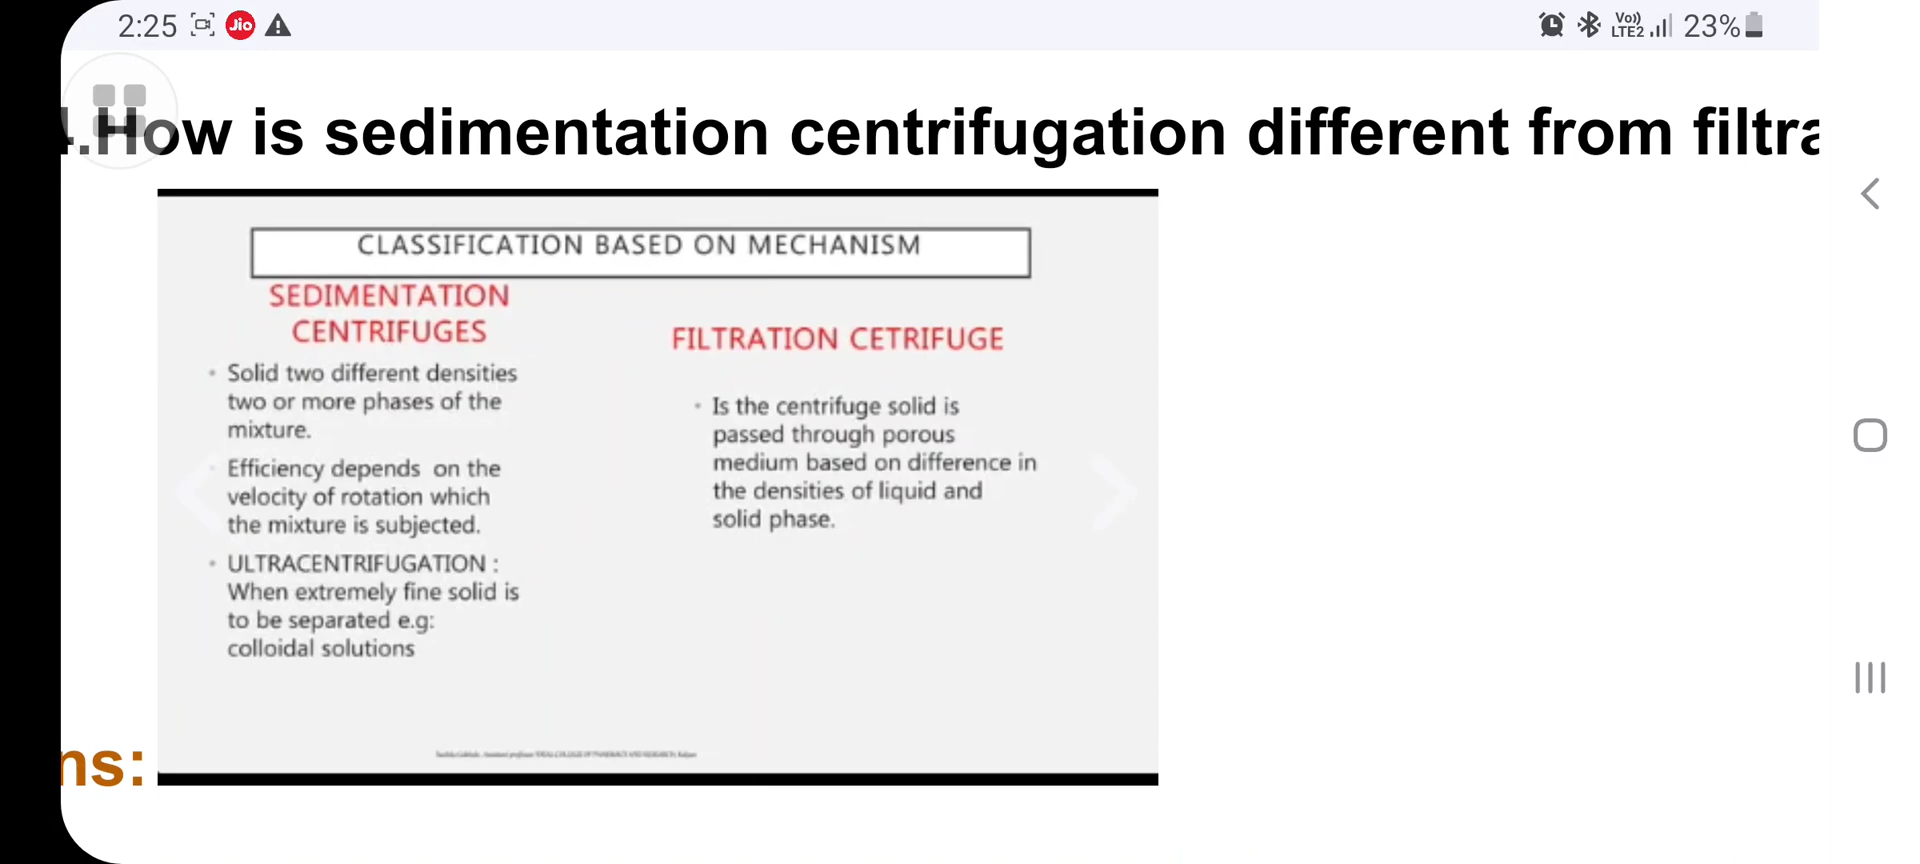 2:25 Jio Vo)) LTE2 23%
.How is sedimentation centrifugation different from filtra
CLASSIFICATION BASED ON MECHANISM
SEDIMENTATION
CENTRIFUGES
• Solid two different densities
two or more phases of the
mixture.
• Efficiency depends on the
velocity of rotation which
the mixture is subjected.
• ULTRACENTRIFUGATION :
When extremely fine solid is
to be separated e.g:
colloidal solutions
FILTRATION CETRIFUGE
• Is the centrifuge solid is
passed through porous
medium based on difference in
the densities of liquid and
solid phase.
ns: